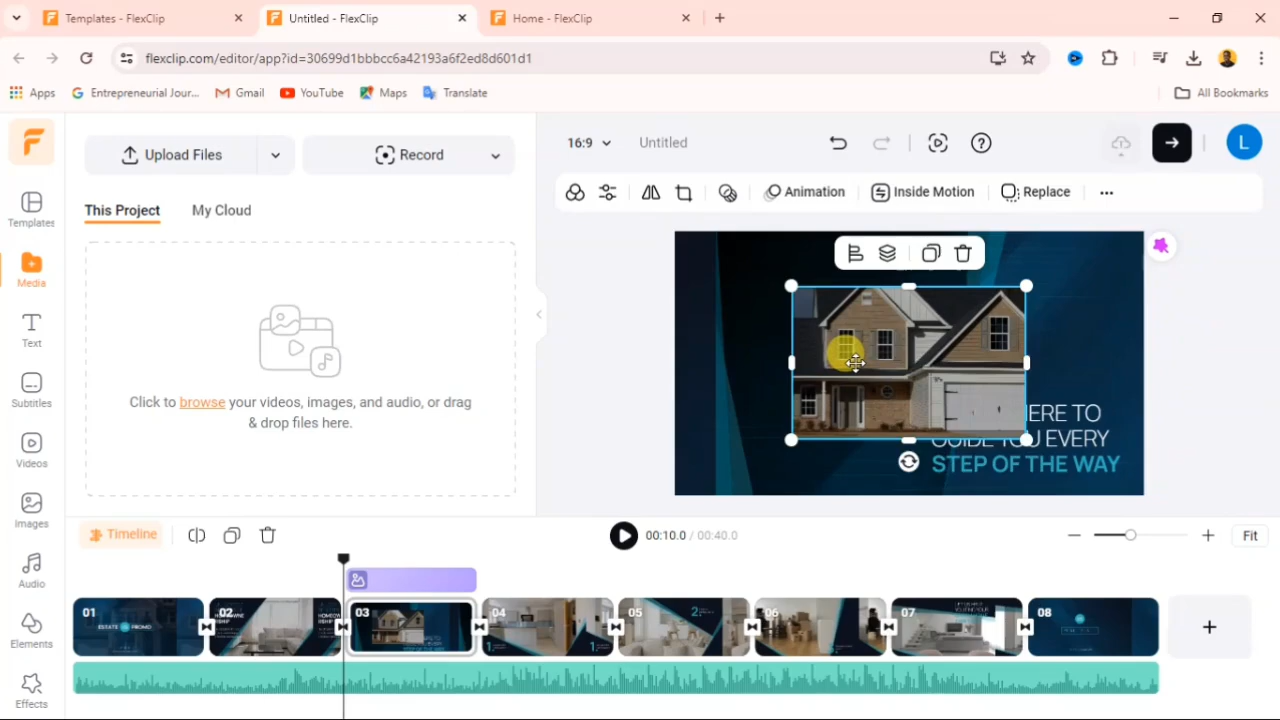 Templates - FlexClip
Untitled - FlexClip
Home - FlexClip
flexclip.com/editor/app?id=30699d1bbbcc6a42193a6f2ed8d601d1
Apps
Entrepreneurial Jour...
Gmail
YouTube
Maps
Translate
All Bookmarks
Upload Files
Record
16:9
Untitled
L
Templates
This Project
My Cloud
Animation
Inside Motion
Replace
Media
Text
Click to browse your videos, images, and audio, or drag
& drop files here.
Subtitles
ERE TO
GUIDE YOU EVERY
STEP OF THE WAY
Videos
Images
Timeline
00:10.0 / 00:40.0
Fit
Audio
01
02
03
04
05
06
07
08
ESTATE
PROMO
Elements
Effects